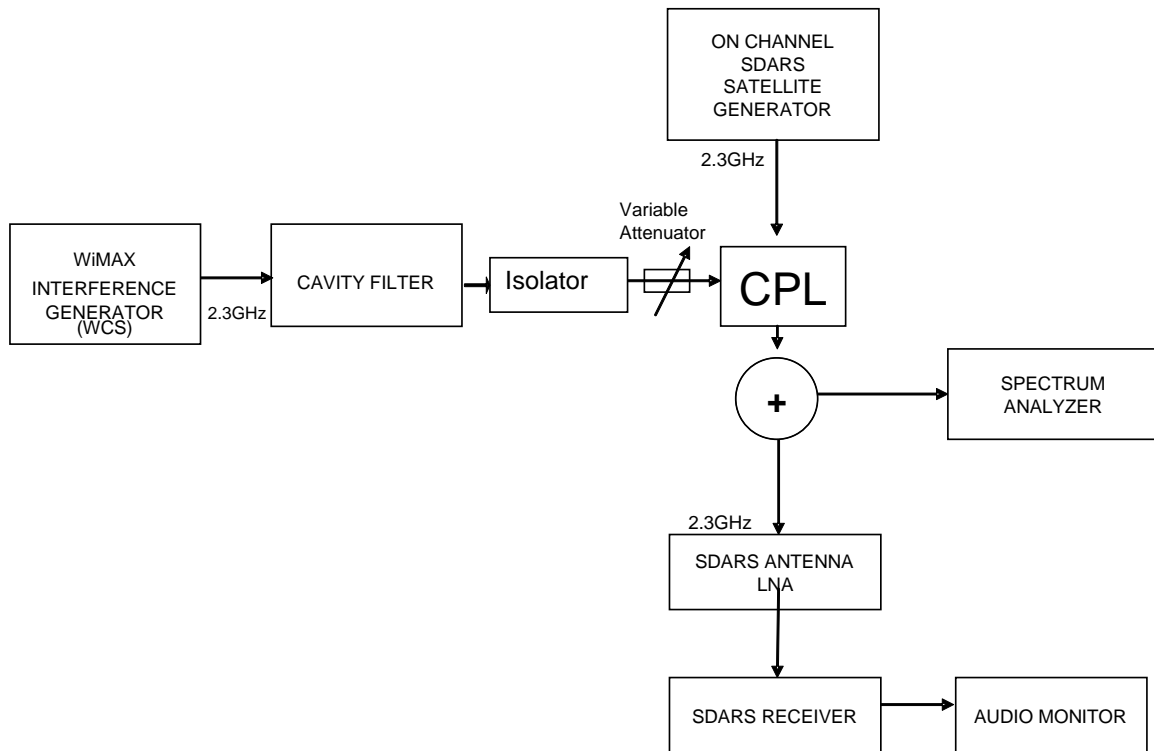 ON CHANNEL
SDARS
SATELLITE
GENERATOR
2.3GHz
Variable
Attenuator
WiMAX
INTERFERENCE
GENERATOR
(WCS)
2.3GHz
CAVITY FILTER
Isolator
CPL
+
SPECTRUM
ANALYZER
2.3GHz
SDARS ANTENNA
LNA
SDARS RECEIVER
AUDIO MONITOR